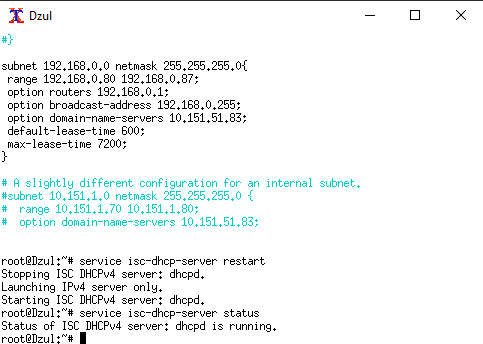 Dzul
#}
subnet 192.168.0.0 netmask 255.255.255.0{
 range 192.168.0.80 192.168.0.87;
 option routers 192.168.0.1;
 option broadcast-address 192.168.0.255;
 option domain-name-servers 10.151.51.83;
 default-lease-time 600;
 max-lease-time 7200;
}
# A slightly different configuration for an internal subnet.
#subnet 10.151.1.0 netmask 255.255.255.0 {
#  range 10.151.1.70 10.151.1.80;
#  option domain-name-servers 10.151.51.83;
root@Dzul:~# service isc-dhcp-server restart
Stopping ISC DHCPv4 server: dhcpd.
Launching IPv4 server only.
Starting ISC DHCPv4 server: dhcpd.
root@Dzul:~# service isc-dhcp-server status
Status of ISC DHCPv4 server: dhcpd is running.
root@Dzul:~#